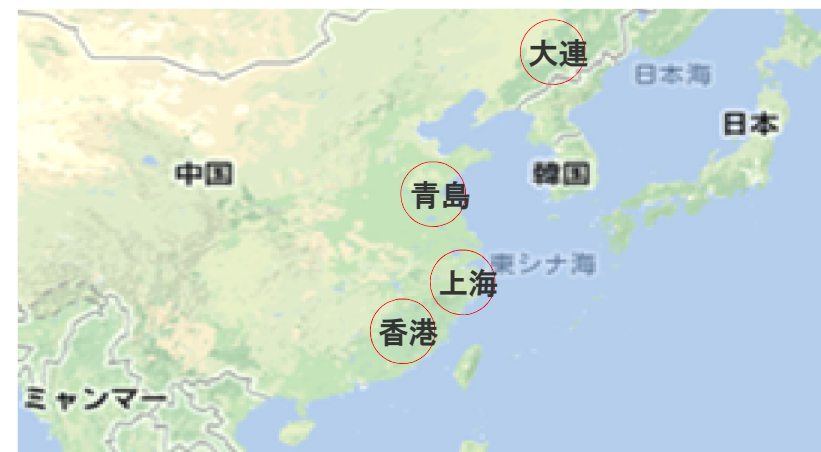 大連
日本海
日本
中国
韓国
青島
東シナ海
上海
香港
ミャンマー